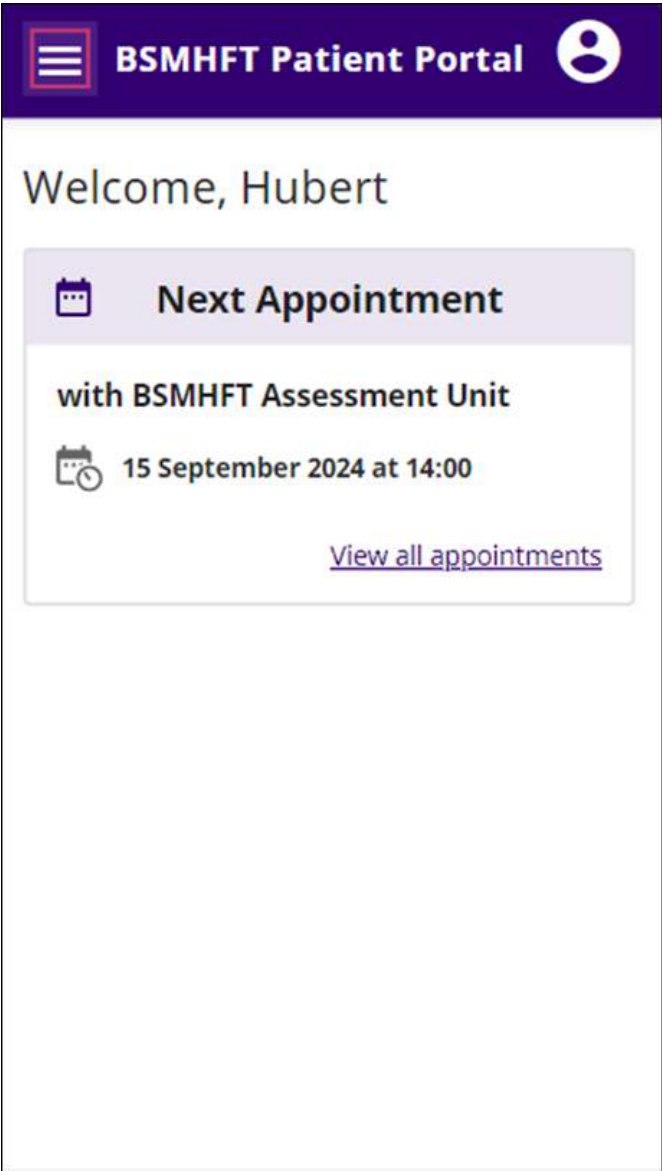 BSMHFT Patient Portal
Welcome, Hubert
Next Appointment
with BSMHFT Assessment Unit
15 September 2024 at 14:00
View all appointments